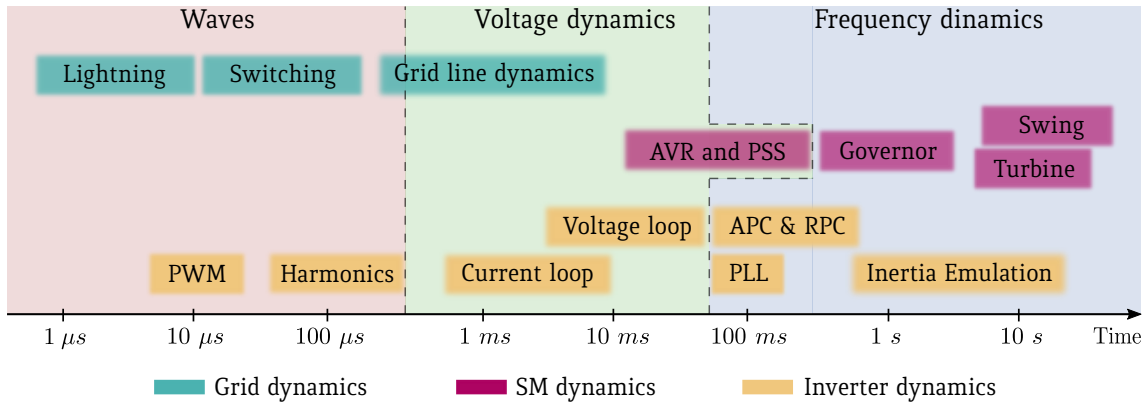 Waves
Voltage dynamics
Frequency dinamics
Lightning
Switching
Grid line dynamics
Swing
AVR and PSS
Governor
Turbine
Voltage loop
APC & RPC
PWM
Harmonics
Current loop
PLL
Inertia Emulation
1 μs
10 μs
100 μs
1 ms
10 ms
100 ms
1 s
10 s
Time
Grid dynamics
SM dynamics
Inverter dynamics